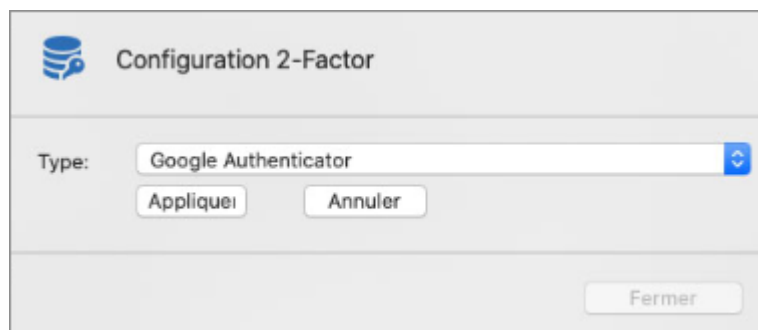 Configuration 2-Factor
Type:
Google Authenticator
Appliquer
Annuler
Fermer